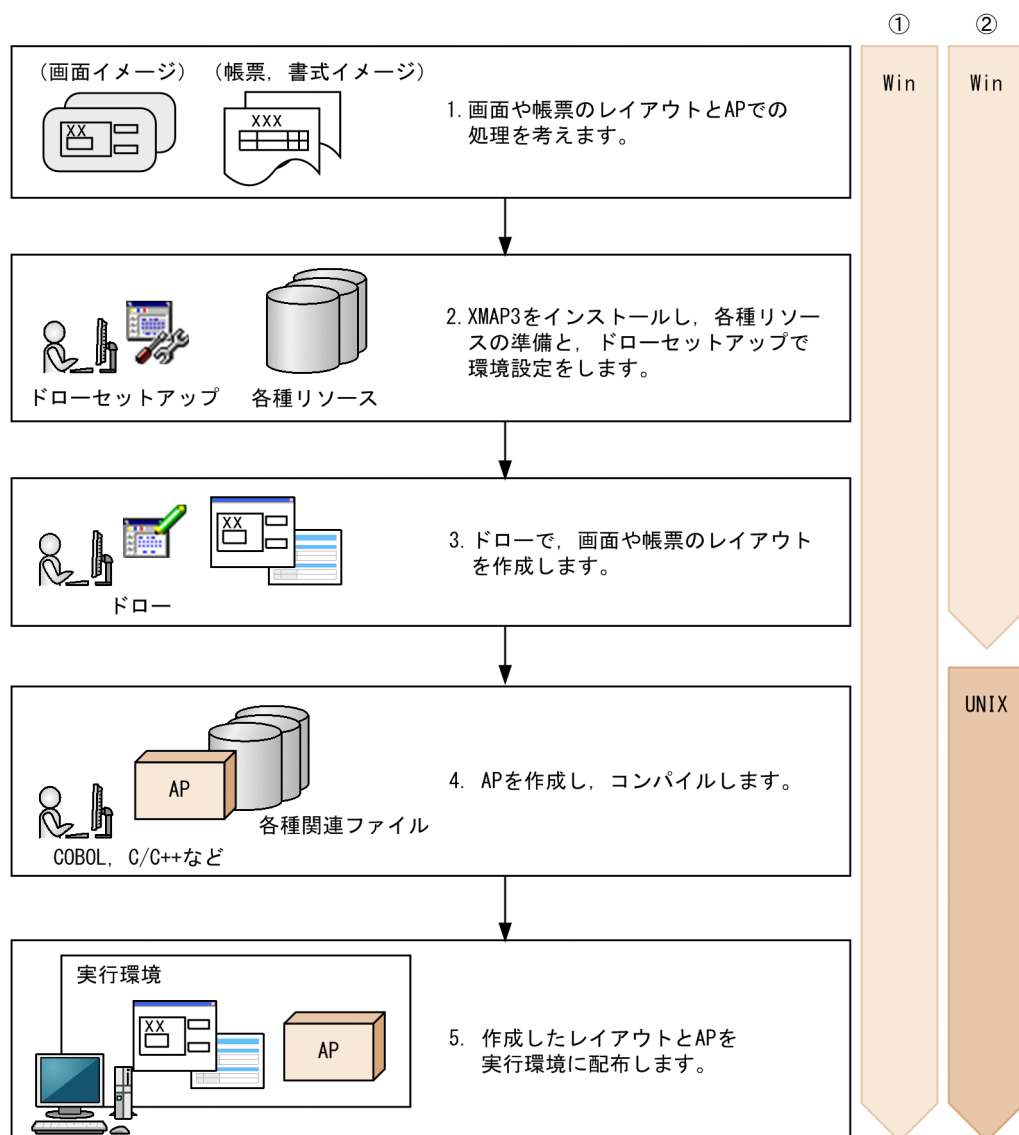 ① ②
(画面イメージ) (帳票, 書式イメージ)
Win Win
XX
XXX
1. 画面や帳票のレイアウトとAPでの
処理を考えます。
2. XMAP3をインストールし, 各種リソー
スの準備と, ドローセットアップで
環境設定をします。
ドローセットアップ 各種リソース
XX
3. ドローで, 画面や帳票のレイアウト
を作成します。
ドロー
UNIX
AP
4. APを作成し, コンパイルします。
各種関連ファイル
COBOL, C/C++など
実行環境
XX
AP
5. 作成したレイアウトとAPを
実行環境に配布します。